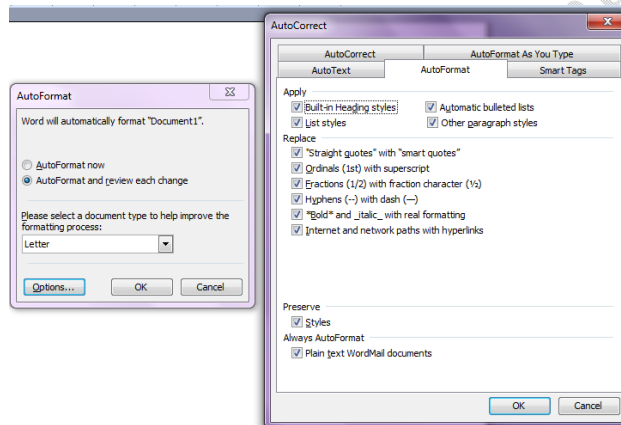 AutoFormat
Word will automatically format "Document1".
AutoFormat now
AutoFormat and review each change
Please select a document type to help improve the
formatting process:
Letter
Options... OK Cancel
AutoCorrect
AutoCorrect AutoFormat As You Type
AutoText AutoFormat Smart Tags
Apply
Built-in Heading styles Automatic bulleted lists
List styles Other paragraph styles
Replace
"Straight quotes" with “smart quotes”
Ordinals (1st) with superscript
Fractions (1/2) with fraction character (½)
Hyphens (--) with dash (—)
*Bold* and _italic_ with real formatting
Internet and network paths with hyperlinks
Preserve
Styles
Always AutoFormat
Plain text WordMail documents
OK Cancel